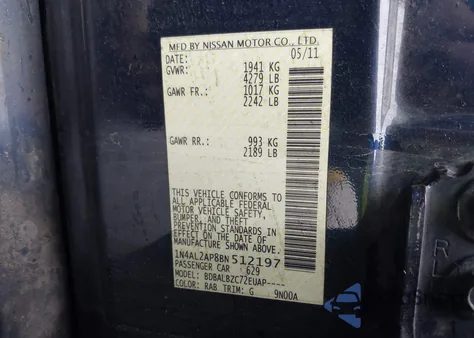 MFD BY NISSAN MOTOR CO., LTD.
DATE: 05/11
GVWR: 1941 KG
4279 LB
GAWR FR.: 1017 KG
2242 LB
GAWR RR.: 993 KG
2189 LB
THIS VEHICLE CONFORMS TO
ALL APPLICABLE FEDERAL
MOTOR VEHICLE SAFETY,
BUMPER, AND THEFT
PREVENTION STANDARDS IN
EFFECT ON THE DATE OF
MANUFACTURE SHOWN ABOVE.
1N4AL2AP8BN 512197
PASSENGER CAR 629
MODEL: BDBALBZC72EUAP----
COLOR: RAB TRIM: G 9N00A
R
L